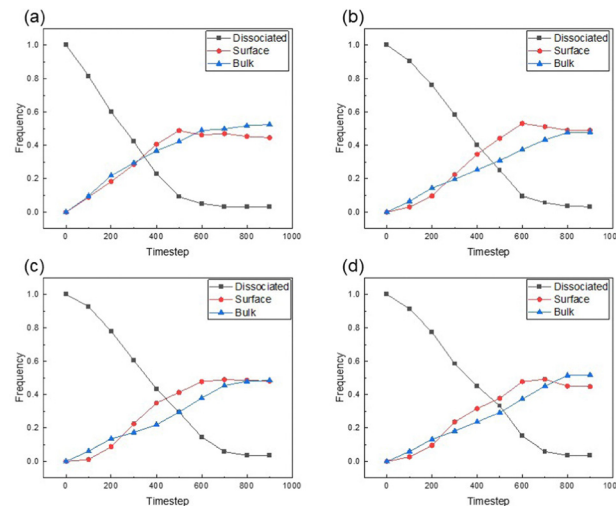 (a)
Dissociated
Surface
Bulk
Frequency
1.0
0.8
0.6
0.4
0.2
0.0
0 200 400 600 800 1000
Timestep
(b)
Dissociated
Surface
Bulk
Frequency
1.0
0.8
0.6
0.4
0.2
0.0
0 200 400 600 800 100
Timestep
(c)
Dissociated
Surface
Bulk
Frequency
1.0
0.8
0.6
0.4
0.2
0.0
0 200 400 600 800 1000
Timestep
(d)
Dissociated
Surface
Bulk
Frequency
1.0
0.8
0.6
0.4
0.2
0.0
0 200 400 600 800 100
Timestep